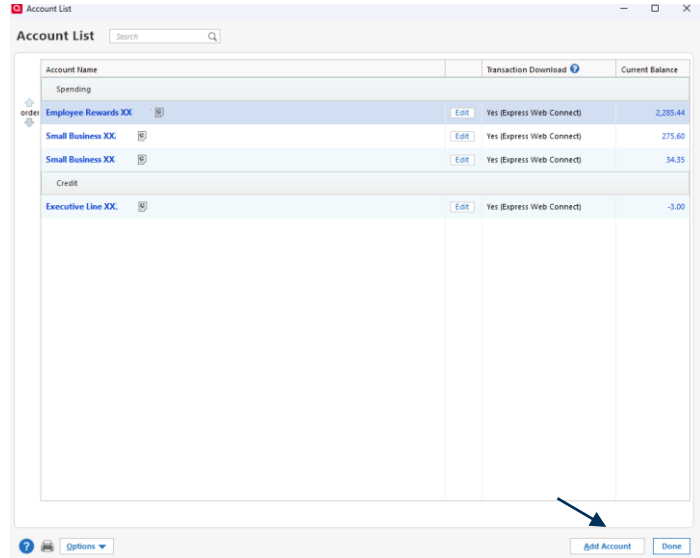 Account List
Account List Search
Account Name Transaction Download ? Current Balance
Spending
order
Employee Rewards XX Edit Yes (Express Web Connect) 2,285.44
Small Business XX. Edit Yes (Express Web Connect) 275.60
Small Business XX Edit Yes (Express Web Connect) 34.35
Credit
Executive Line XX. Edit Yes (Express Web Connect) -3.00
? Options Add Account Done